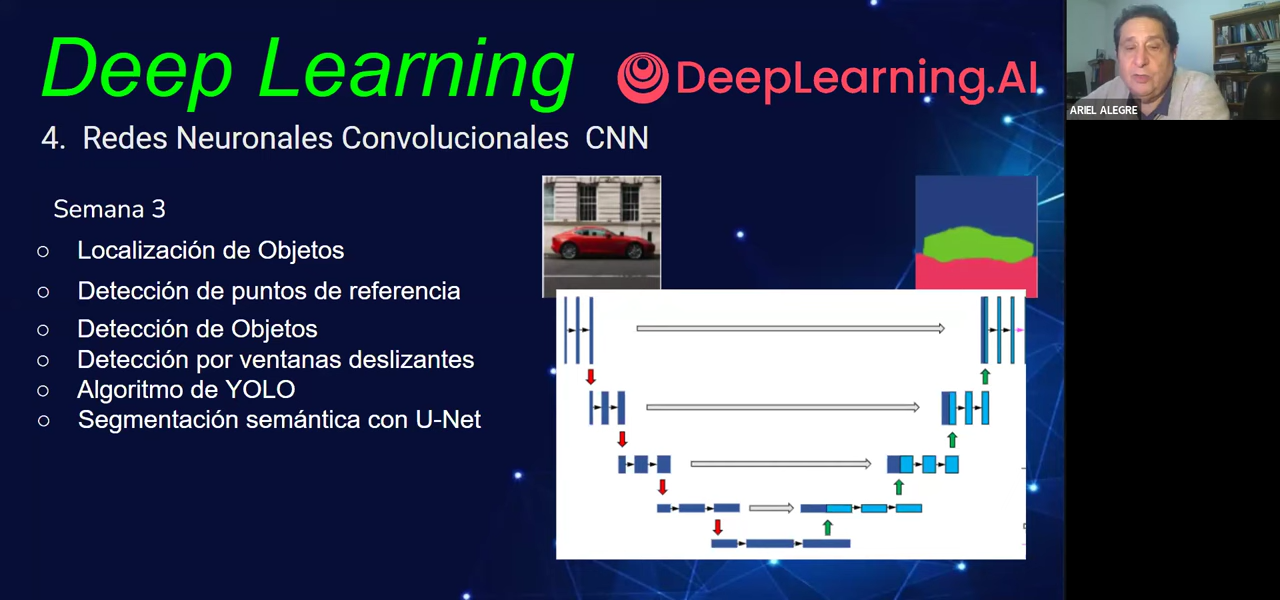 Deep Learning
DeepLearning.AI
4. Redes Neuronales Convolucionales CNN
Semana 3
○ Localización de Objetos
○ Detección de puntos de referencia
○ Detección de Objetos
○ Detección por ventanas deslizantes
○ Algoritmo de YOLO
○ Segmentación semántica con U-Net
ARIEL ALEGRE